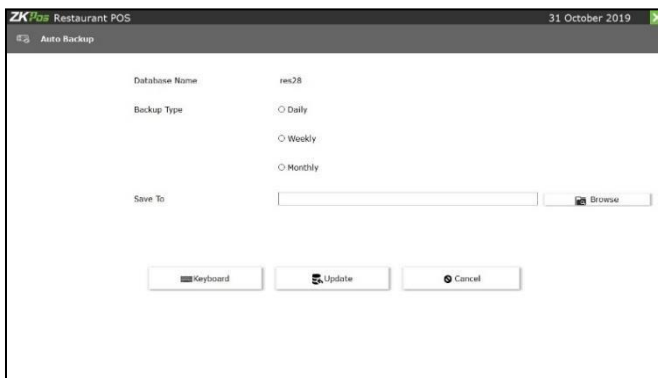 ZKPos Restaurant POS 31 October 2019
Auto Backup
Database Name res28
Backup Type Daily
Weekly
Monthly
Save To Browse
Keyboard Update Cancel